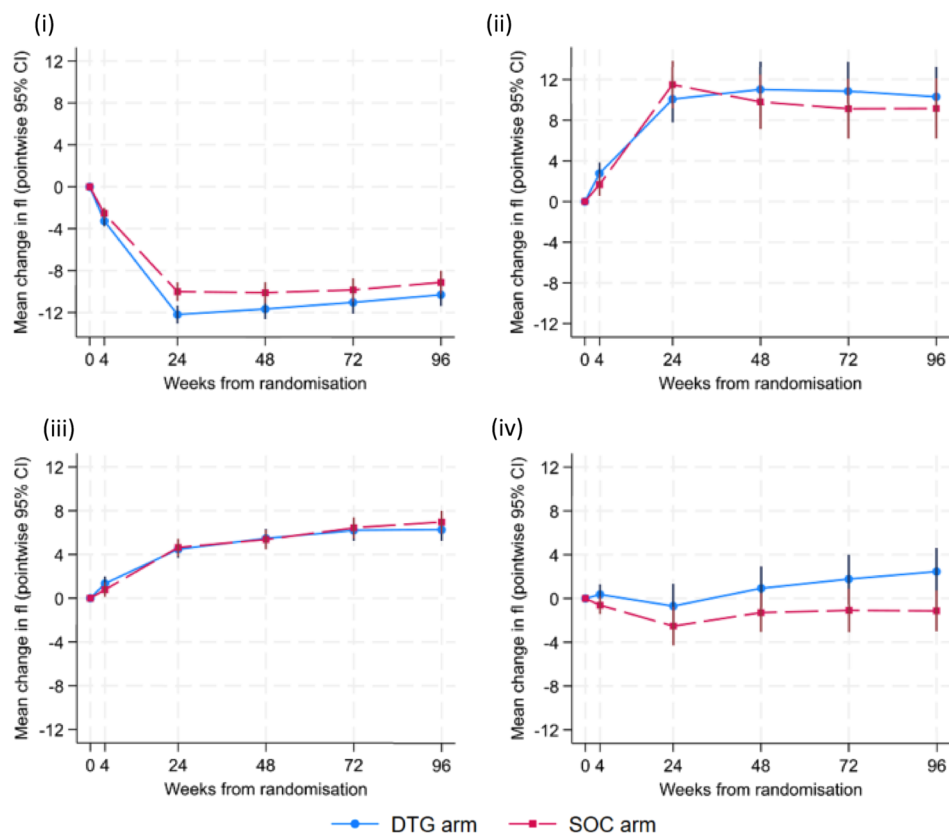 (i)
Mean change in fl (pointwise 95% CI)
12
8
4
0
-4
-8
-12
0 4 24 48 72 96
Weeks from randomisation
(ii)
Mean change in fl (pointwise 95% CI)
12
8
4
0
-4
-8
-12
0 4 24 48 72 96
Weeks from randomisation
(iii)
Mean change in fl (pointwise 95% CI)
12
8
4
0
-4
-8
-12
0 4 24 48 72 96
Weeks from randomisation
(iv)
Mean change in fl (pointwise 95% CI)
12
8
4
0
-4
-8
-12
0 4 24 48 72 96
Weeks from randomisation
DTG arm SOC arm